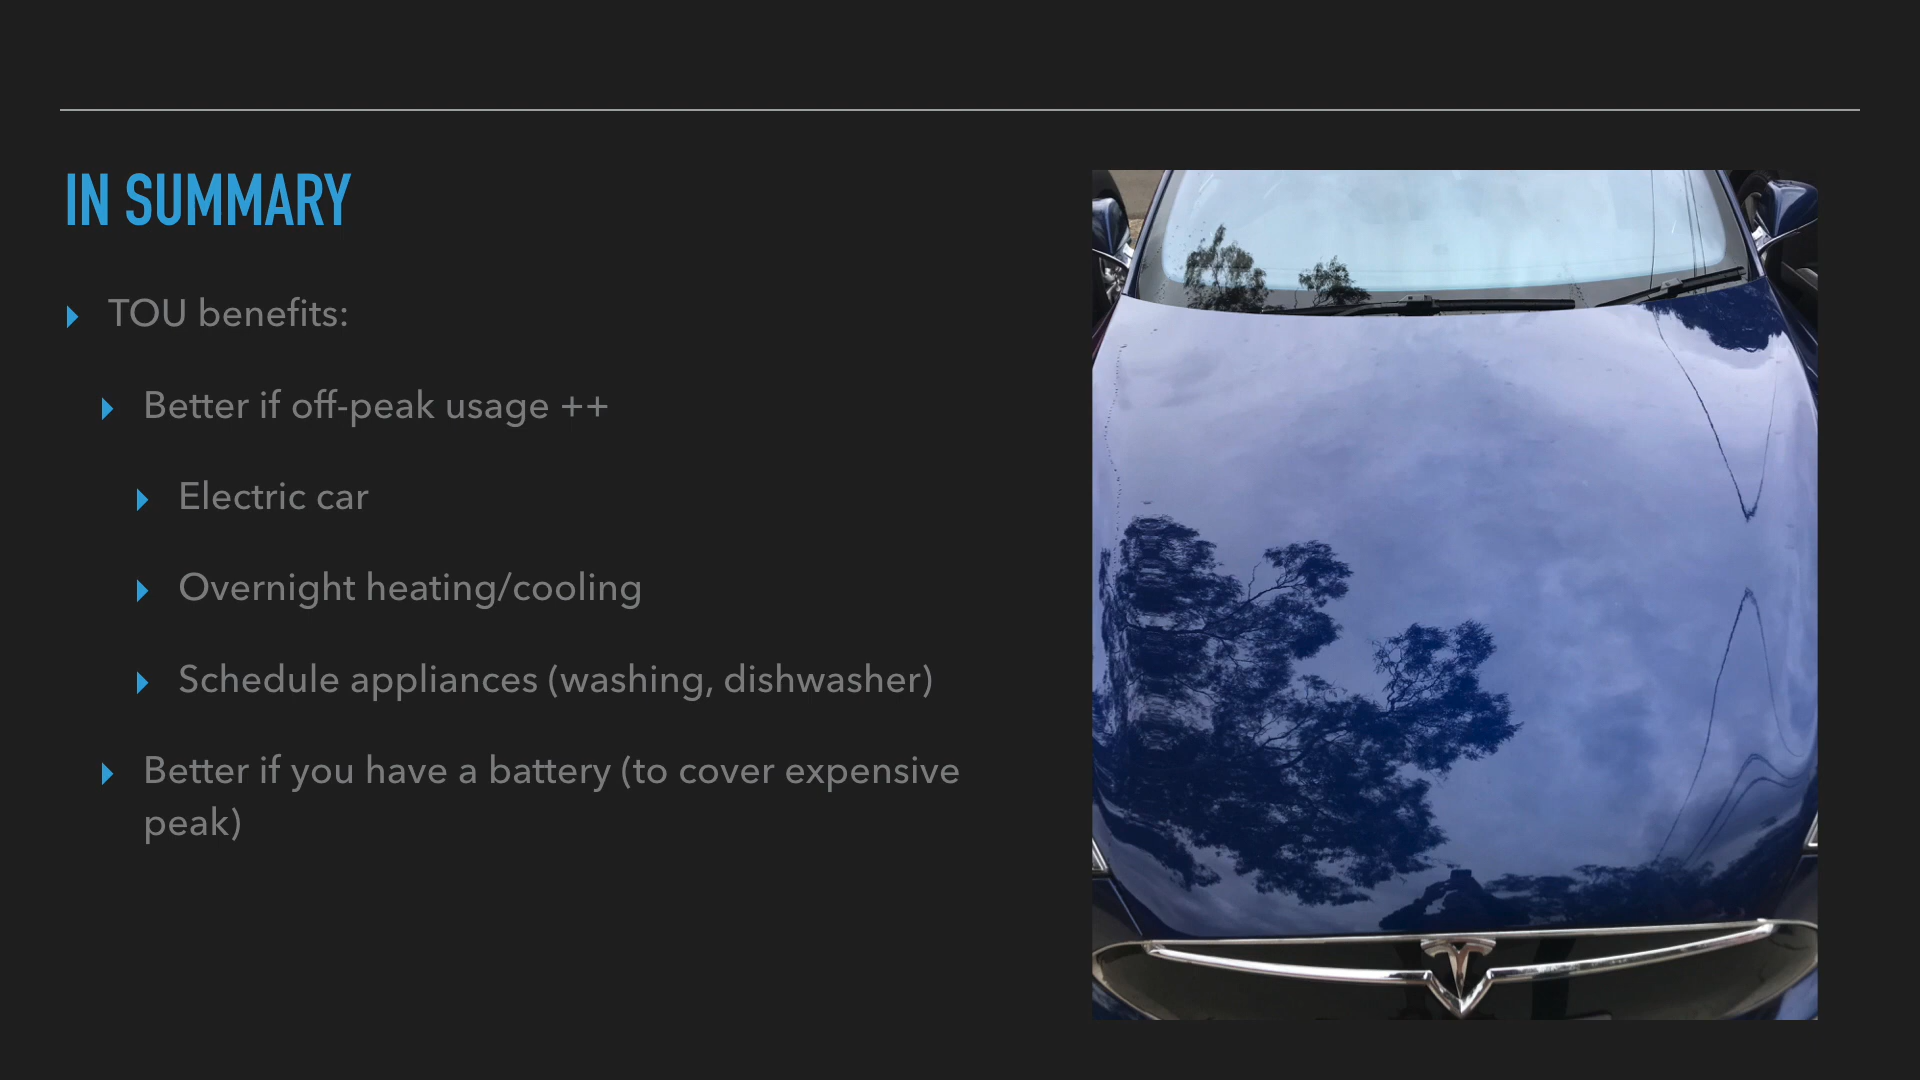 IN SUMMARY
TOU benefits:
Better if off-peak usage ++
Electric car
Overnight heating/cooling
Schedule appliances (washing, dishwasher)
Better if you have a battery (to cover expensive
peak)